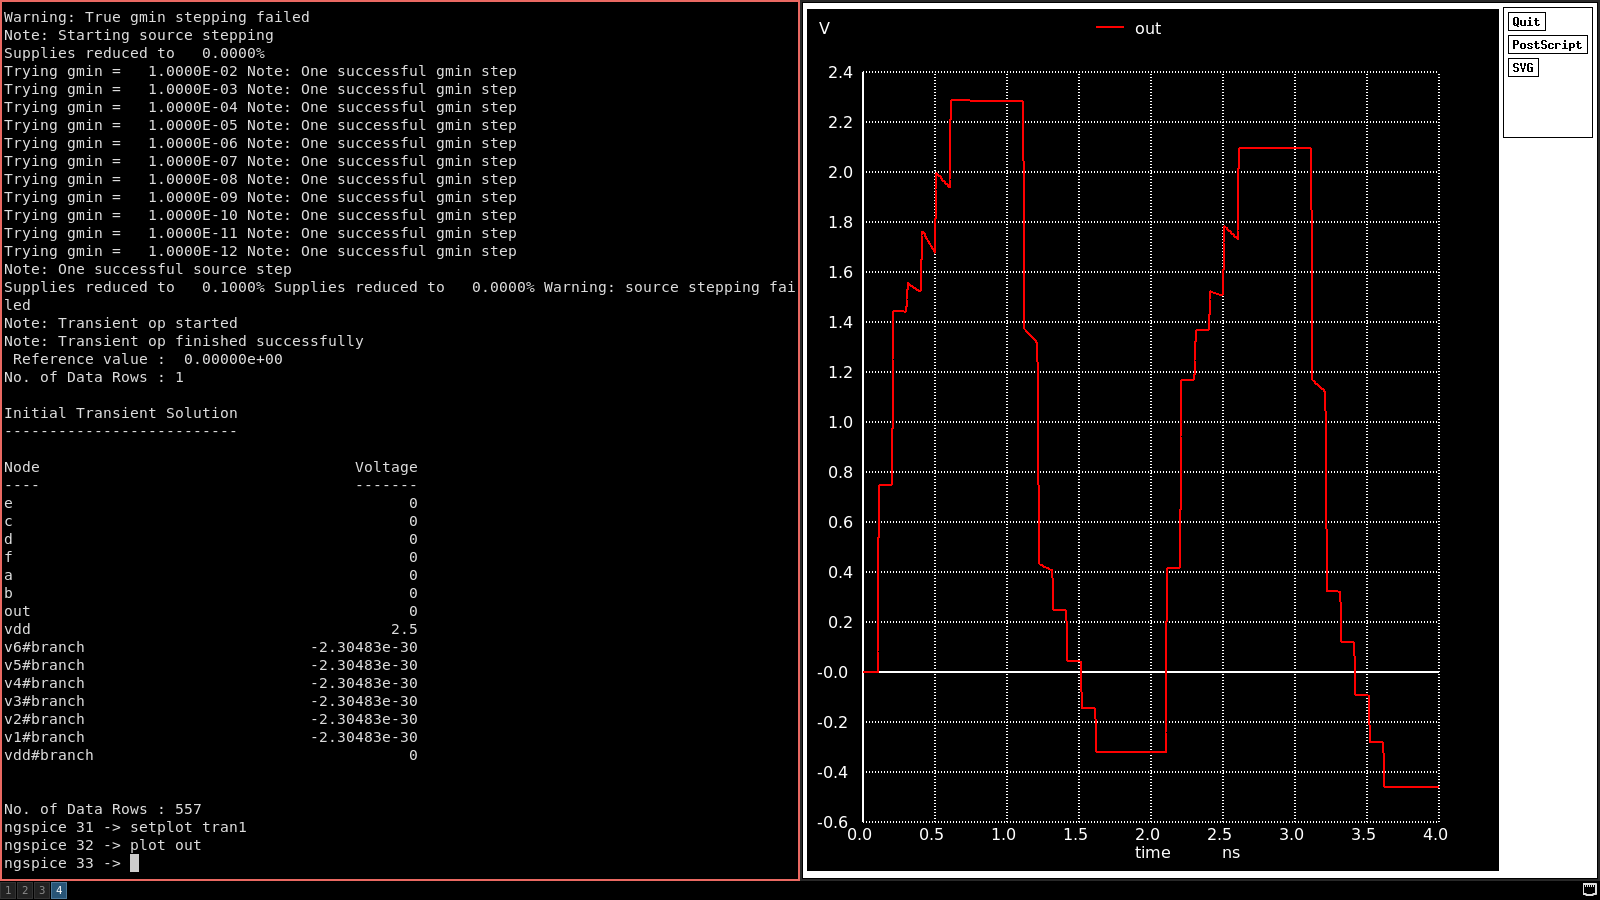 Warning: True gmin stepping failed
Note: Starting source stepping
Supplies reduced to   0.0000%
Trying gmin =   1.0000E-02 Note: One successful gmin step
Trying gmin =   1.0000E-03 Note: One successful gmin step
Trying gmin =   1.0000E-04 Note: One successful gmin step
Trying gmin =   1.0000E-05 Note: One successful gmin step
Trying gmin =   1.0000E-06 Note: One successful gmin step
Trying gmin =   1.0000E-07 Note: One successful gmin step
Trying gmin =   1.0000E-08 Note: One successful gmin step
Trying gmin =   1.0000E-09 Note: One successful gmin step
Trying gmin =   1.0000E-10 Note: One successful gmin step
Trying gmin =   1.0000E-11 Note: One successful gmin step
Trying gmin =   1.0000E-12 Note: One successful gmin step
Note: One successful source step
Supplies reduced to   0.1000% Supplies reduced to   0.0000% Warning: source stepping fai
led
Note: Transient op started
Note: Transient op finished successfully
 Reference value :  0.00000e+00
No. of Data Rows : 1
Initial Transient Solution
--------------------------
Node                                   Voltage
----                                   -------
e                                            0
c                                            0
d                                            0
f                                            0
a                                            0
b                                            0
out                                          0
vdd                                        2.5
v6#branch                         -2.30483e-30
v5#branch                         -2.30483e-30
v4#branch                         -2.30483e-30
v3#branch                         -2.30483e-30
v2#branch                         -2.30483e-30
v1#branch                         -2.30483e-30
vdd#branch                                   0
No. of Data Rows : 557
ngspice 31 -> setplot tran1
ngspice 32 -> plot out
ngspice 33 ->
V
out
2.4
2.2
2.0
1.8
1.6
1.4
1.2
1.0
0.8
0.6
0.4
0.2
-0.0
-0.2
-0.4
-0.6
0.0 0.5 1.0 1.5 2.0 2.5 3.0 3.5 4.0
time ns
Quit
PostScript
SVG
1 2 3 4